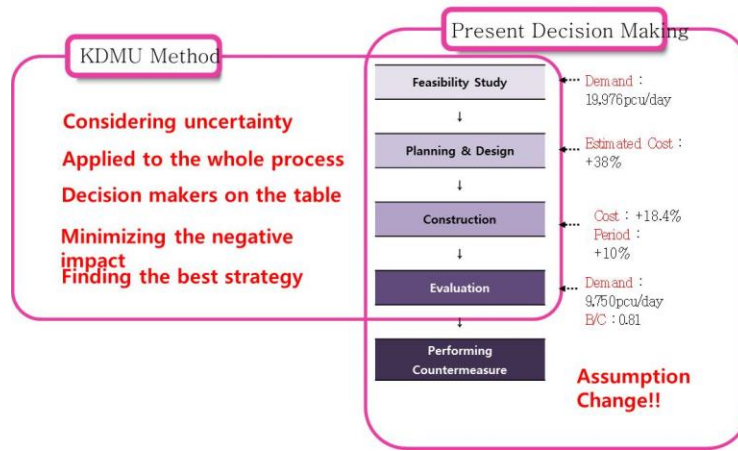 KDMU Method
Present Decision Making
Considering uncertainty
Applied to the whole process
Decision makers on the table
Minimizing the negative
impact
Finding the best strategy
Feasibility Study
↓
Planning & Design
↓
Construction
↓
Evaluation
↓
Performing
Countermeasure
Demand :
19.976pcu/day
Estimated Cost :
+38%
Cost : +18.4%
Period :
+10%
Demand :
9.750pcu/day
B/C : 0.81
Assumption
Change!!